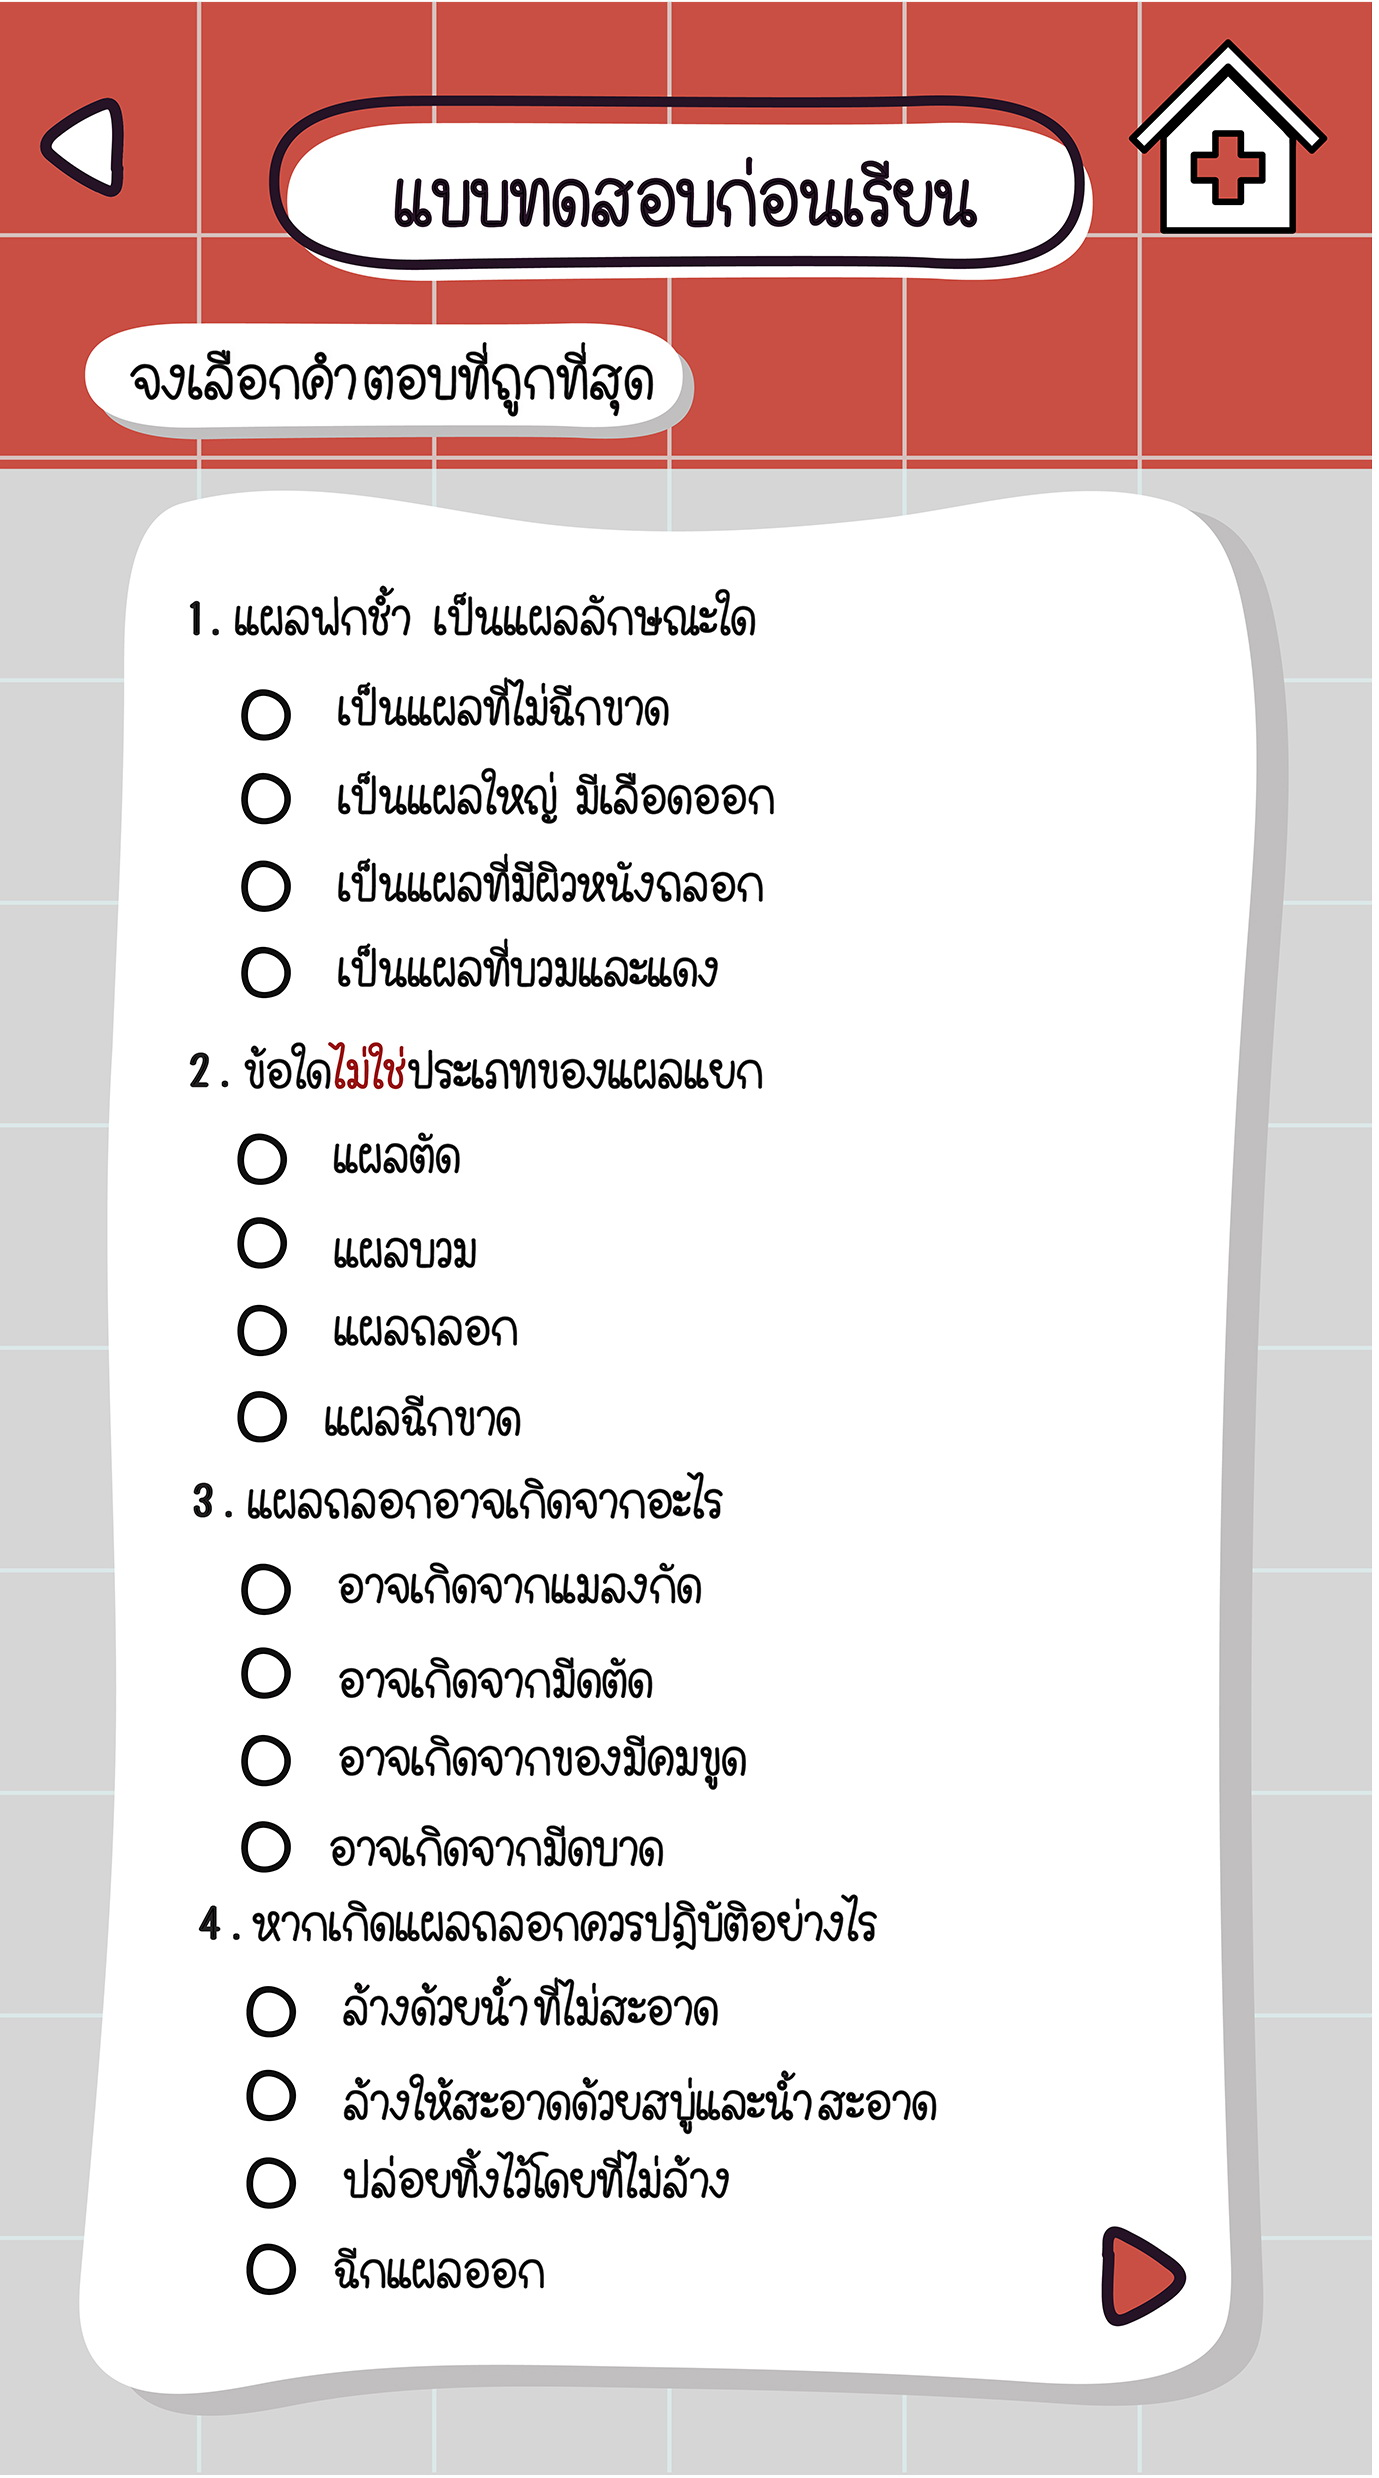 แบบทดสอบก่อนเรียน
จงเลือกคำตอบที่ถูกที่สุด
1. แผลฟกช้ำ เป็นแผลลักษณะใด
เป็นแผลที่ไม่ฉีกขาด
เป็นแผลใหญ่ มีเลือดออก
เป็นแผลที่มีผิวหนังถลอก
เป็นแผลที่บวมและแดง
2. ข้อใดไม่ใช่ประเภทของแผลแยก
แผลตัด
แผลบวม
แผลถลอก
แผลฉีกขาด
3. แผลถลอกอาจเกิดจากอะไร
อาจเกิดจากแมลงกัด
อาจเกิดจากมีดตัด
อาจเกิดจากของมีคมขูด
อาจเกิดจากมีดบาด
4. หากเกิดแผลถลอกควรปฎิบัติอย่างไร
ล้างด้วยน้ำที่ไม่สะอาด
ล้างให้สะอาดด้วยสบู่และน้ำสะอาด
ปล่อยทิ้งไว้โดยที่ไม่ล้าง
ฉีกแผลออก